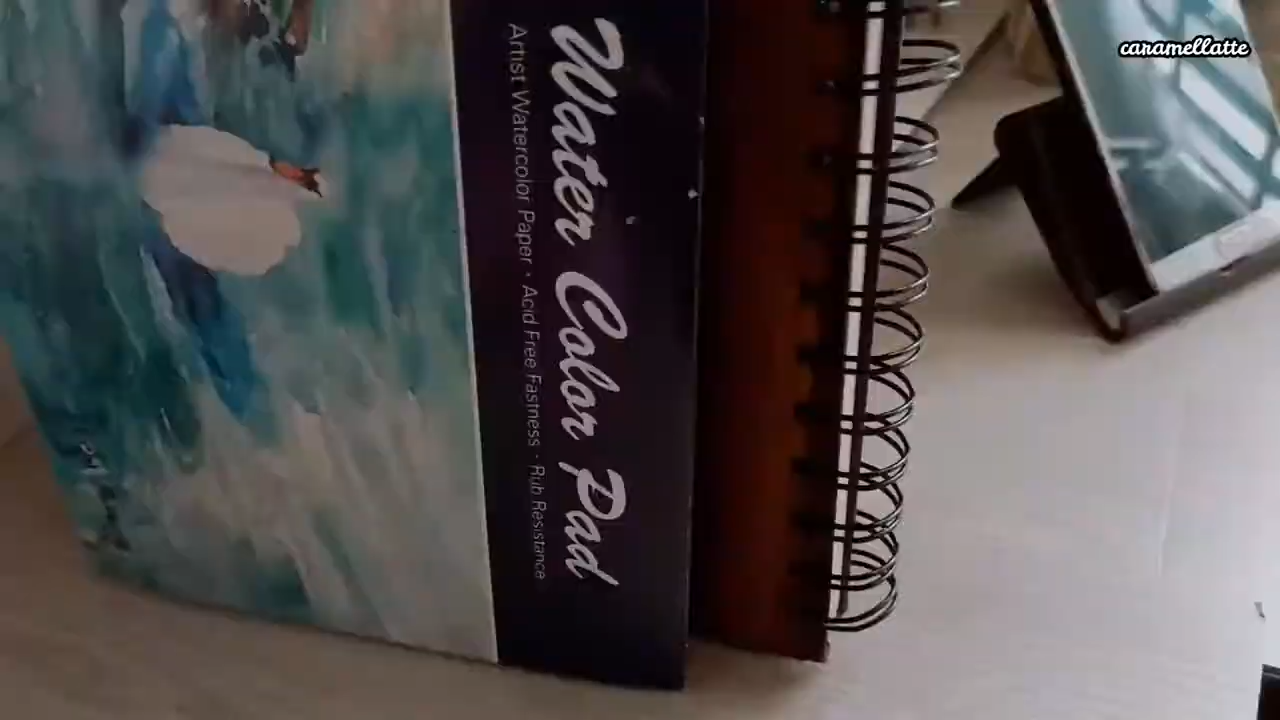 caramellatte
Water Color Pad
Artist Watercolor Paper · Acid Free Fastness · Rub Resistance